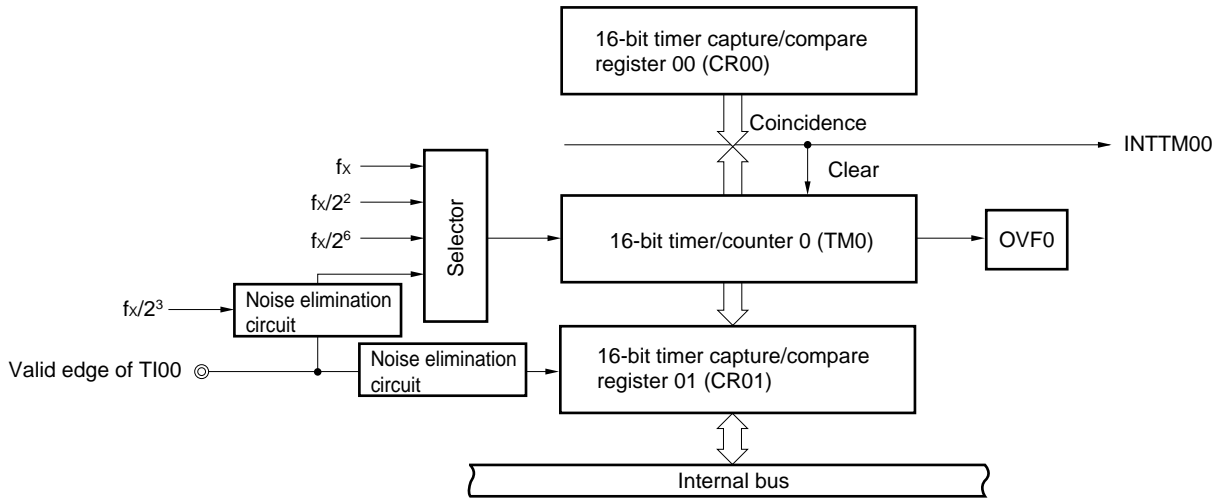 16-bit timer capture/compare
register 00 (CR00)
Coincidence
INTTM00
Clear
fX
fX/2²
fX/2⁶
Selector
16-bit timer/counter 0 (TM0)
OVF0
fX/2³
Noise elimination
circuit
Valid edge of TI00
Noise elimination
circuit
16-bit timer capture/compare
register 01 (CR01)
Internal bus